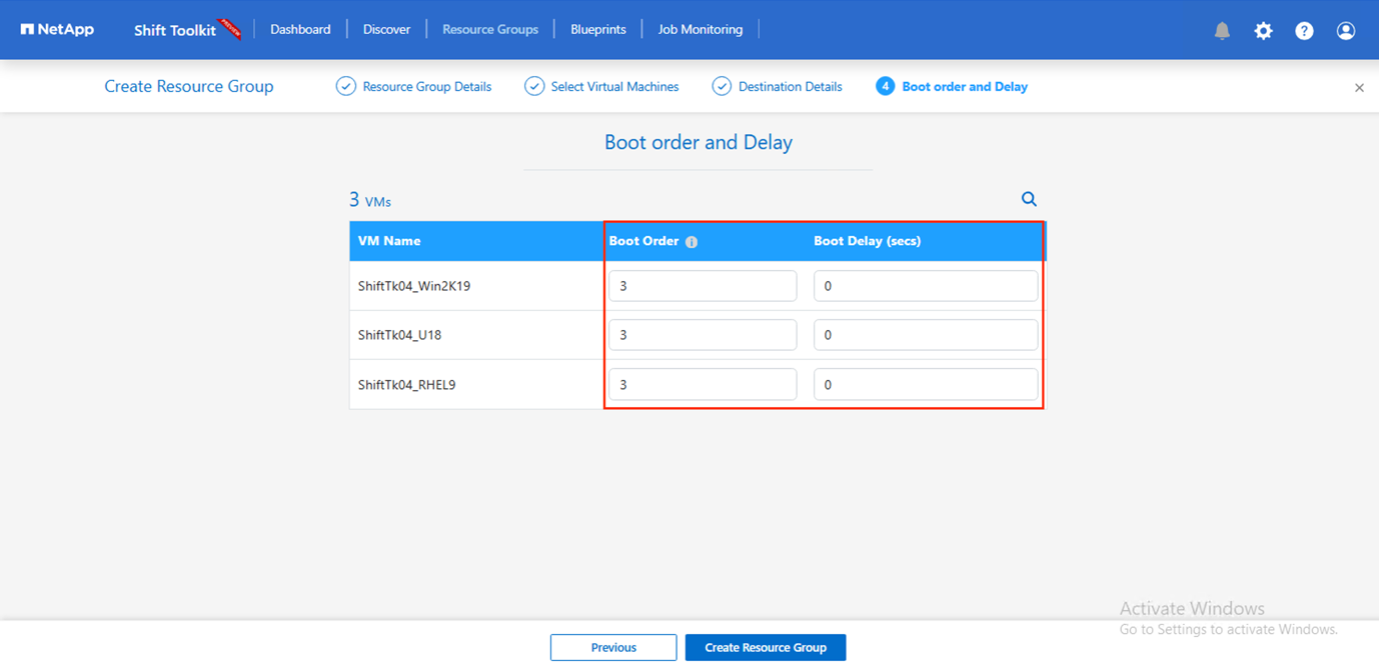 NetApp
Shift Toolkit PREVIEW Dashboard Discover Resource Groups Blueprints Job Monitoring
Create Resource Group Resource Group Details Select Virtual Machines Destination Details 4 Boot order and Delay
Boot order and Delay
3 VMs
VM Name Boot Order Boot Delay (secs)
ShiftTk04_Win2K19 3 0
ShiftTk04_U18 3 0
ShiftTk04_RHEL9 3 0
Activate Windows
Go to Settings to activate Windows.
Previous Create Resource Group